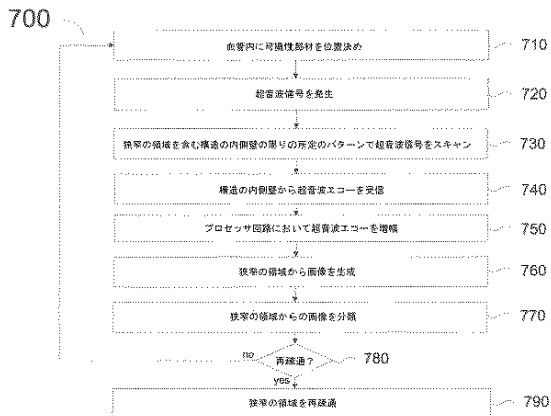 700
血管内に可撓性部材を位置決め
710
超音波信号を発生
720
狭窄の領域を含む構造の内側壁の周りの所定のパターンで超音波信号をスキャン
730
構造の内側壁から超音波エコーを受信
740
プロセッサ回路において超音波エコーを増幅
750
狭窄の領域から画像を生成
760
狭窄の領域からの画像を分類
770
再疎通？
780
no
yes
狭窄の領域を再疎通
790